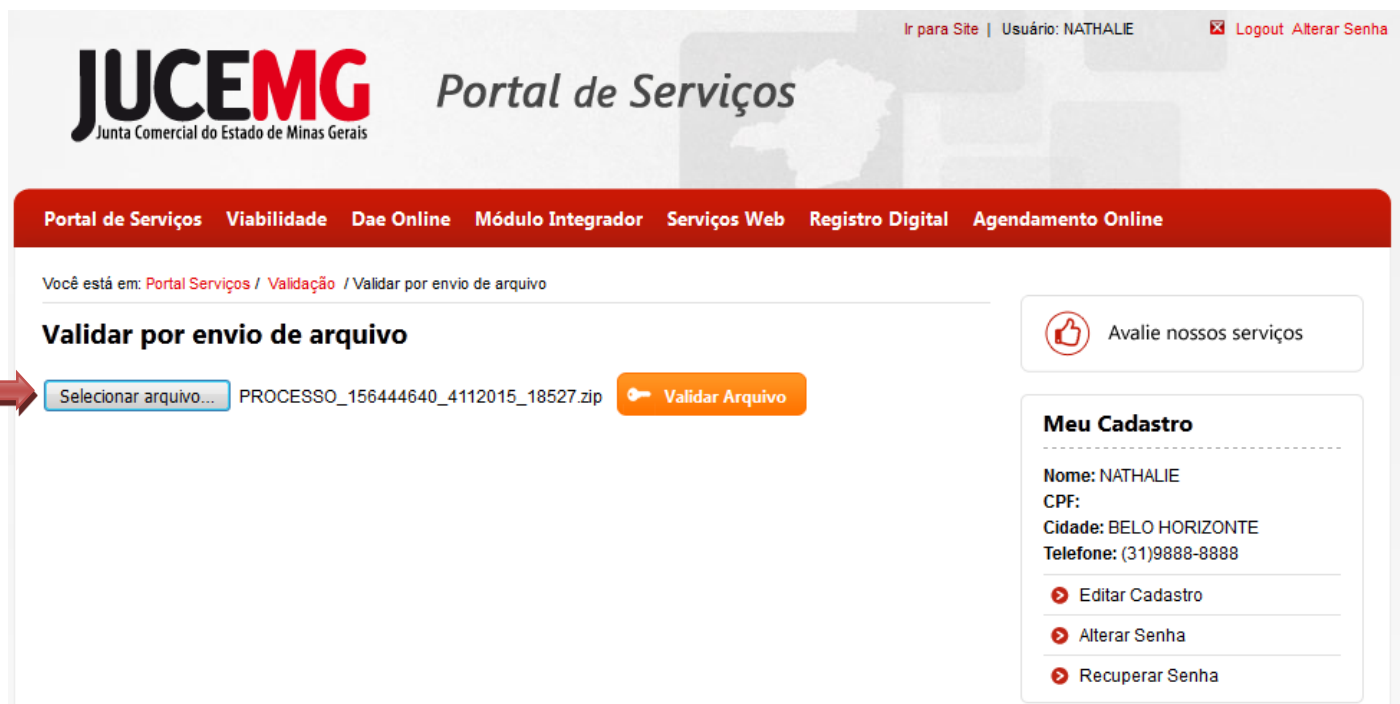 Ir para Site | Usuário: NATHALIE Logout Alterar Senha
JUCEMG
Junta Comercial do Estado de Minas Gerais
Portal de Serviços
Portal de Serviços Viabilidade Dae Online Módulo Integrador Serviços Web Registro Digital Agendamento Online
Você está em: Portal Serviços / Validação / Validar por envio de arquivo
Validar por envio de arquivo
Selecionar arquivo... PROCESSO_156444640_4112015_18527.zip Validar Arquivo
Avalie nossos serviços
Meu Cadastro
Nome: NATHALIE
CPF:
Cidade: BELO HORIZONTE
Telefone: (31)9888-8888
Editar Cadastro
Alterar Senha
Recuperar Senha